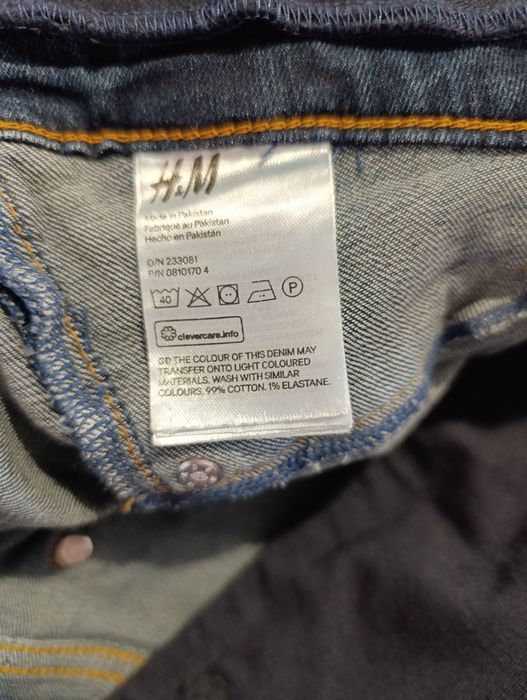 H&M
Made in Pakistan
Fabriqué au Pakistan
Hecho en Pakistán
O/N 233081
P/N 0810170 4
40 P
clevercare.info
GB THE COLOUR OF THIS DENIM MAY
TRANSFER ONTO LIGHT COLOURED
MATERIALS. WASH WITH SIMILAR
COLOURS. 99% COTTON. 1% ELASTANE.